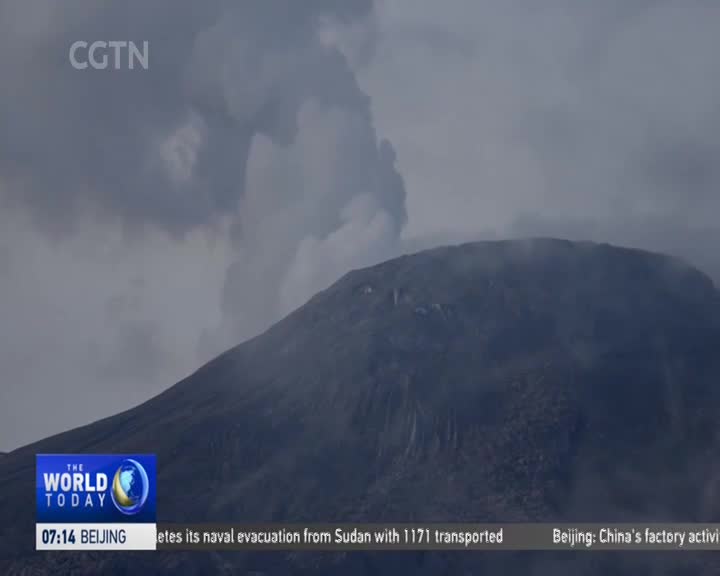 CGTN
THE
WORLD
TODAY
07:14 BEIJING
etes its naval evacuation from Sudan with 1171 transported
Beijing: China's factory activi